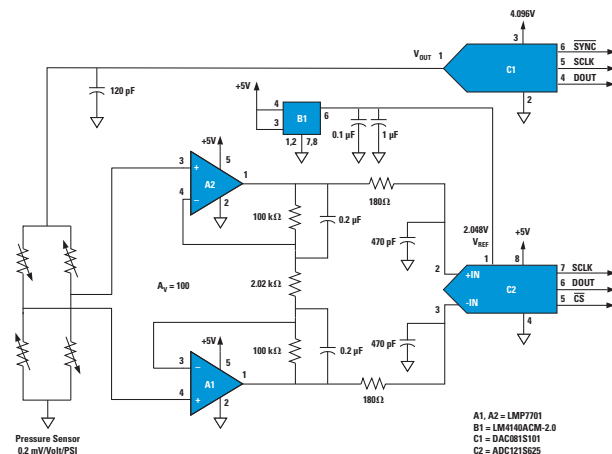 4.096V
3
V_OUT 1
C1
6 SYNC
5 SCLK
4 DOUT
2
120 pF
+5V
4
3
B1
6
1,2 7,8
0.1 µF
1 µF
+5V
3
5
+
A2
1
4
–
2
180Ω
100 kΩ
0.2 µF
470 pF
2.048V
V_REF
+5V
1
8
2
+IN
-IN
3
C2
7 SCLK
6 DOUT
5 CS
4
2.02 kΩ
A_V = 100
+5V
3
5
–
A1
1
4
+
2
100 kΩ
0.2 µF
470 pF
180Ω
Pressure Sensor
0.2 mV/Volt/PSI
A1, A2 = LMP7701
B1 = LM4140ACM-2.0
C1 = DAC081S101
C2 = ADC121S625